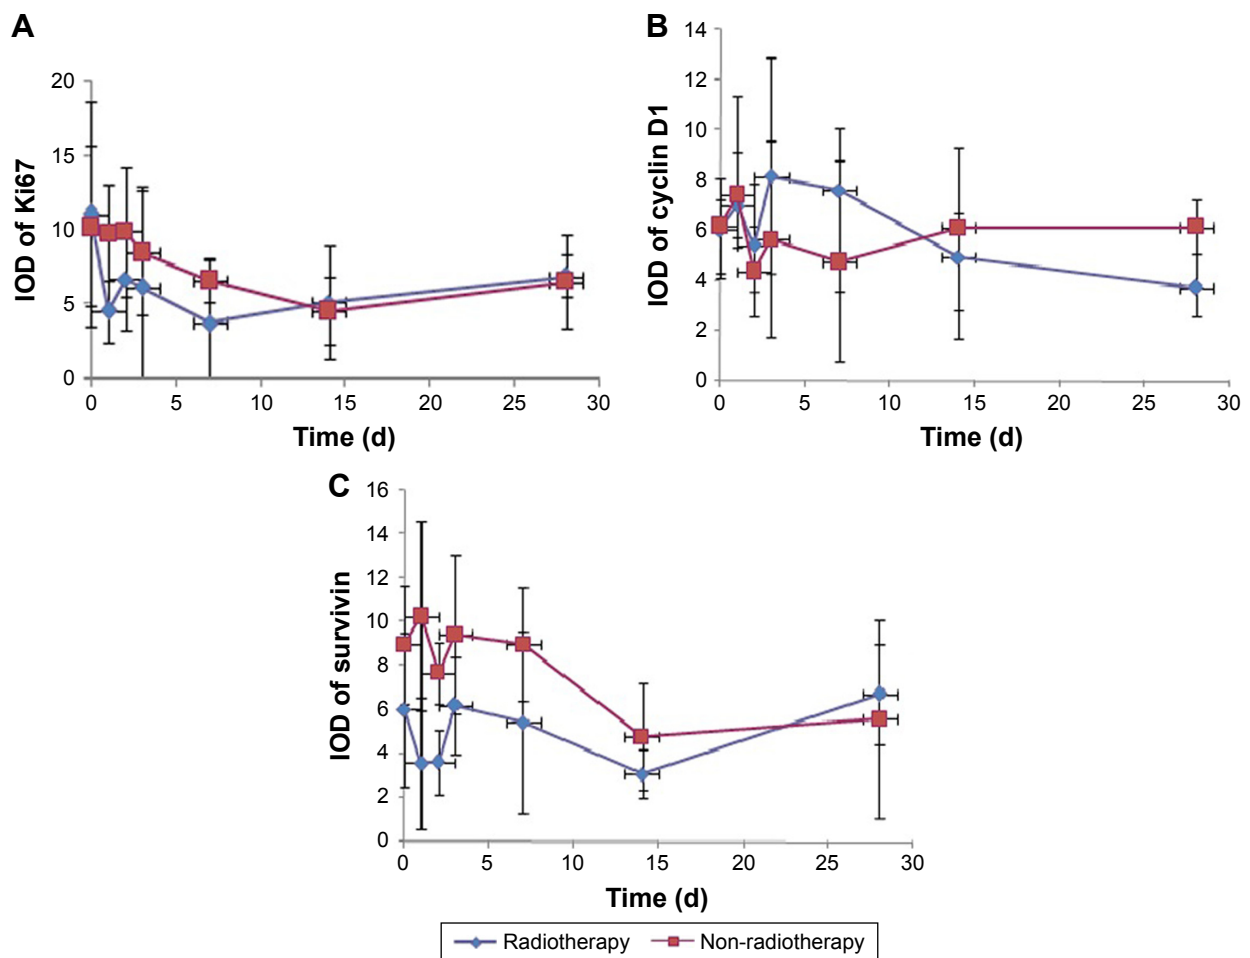 A
IOD of Ki67
20
15
10
5
0
0 5 10 15 20 25 30
Time (d)
B
IOD of cyclin D1
14
12
10
8
6
4
2
0
0 5 10 15 20 25 30
Time (d)
C
IOD of survivin
16
14
12
10
8
6
4
2
0
0 5 10 15 20 25 30
Time (d)
Radiotherapy Non-radiotherapy